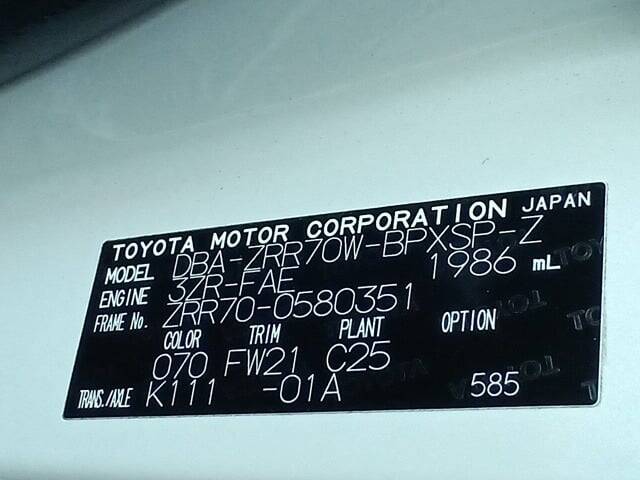 TOYOTA MOTOR CORPORATION JAPAN
MODEL DBA-ZRR70W-BPXSP-Z
ENGINE 3ZR-FAE 1986 mL
FRAME No. ZRR70-0580351
COLOR TRIM PLANT OPTION
070 FW21 C25
TRANS./AXLE K111 -01A 585